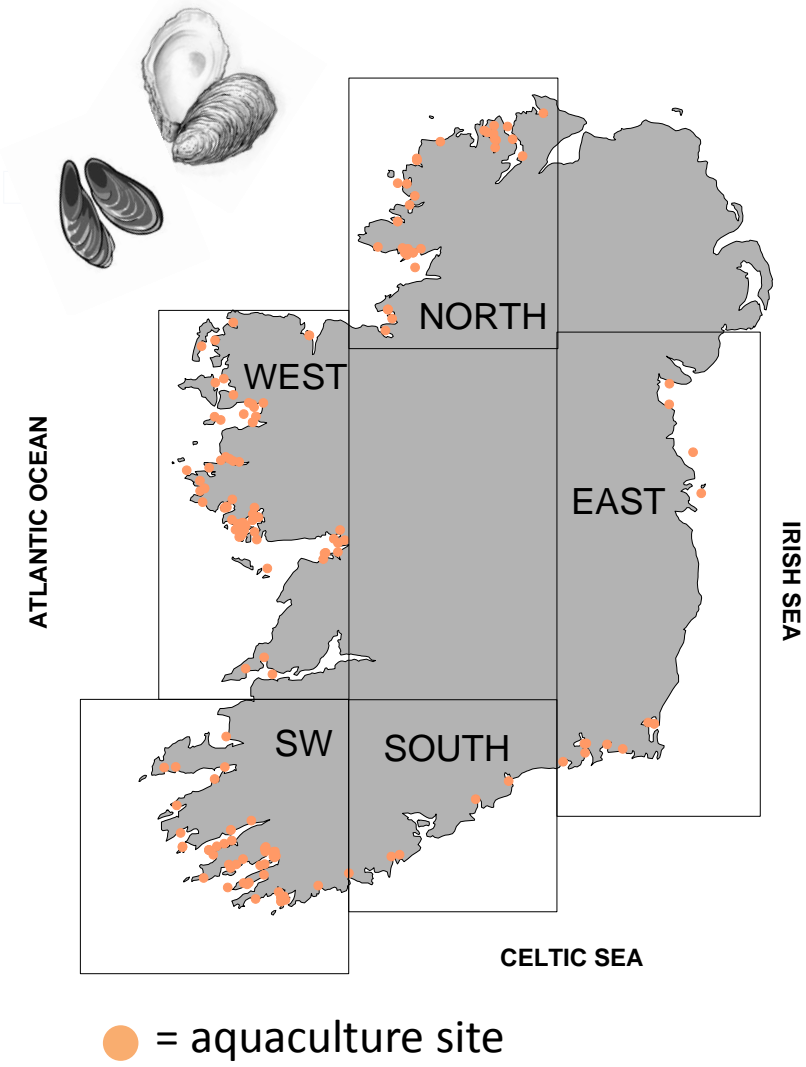 NORTH
WEST
ATLANTIC OCEAN
EAST
IRISH SEA
SW
SOUTH
CELTIC SEA
= aquaculture site